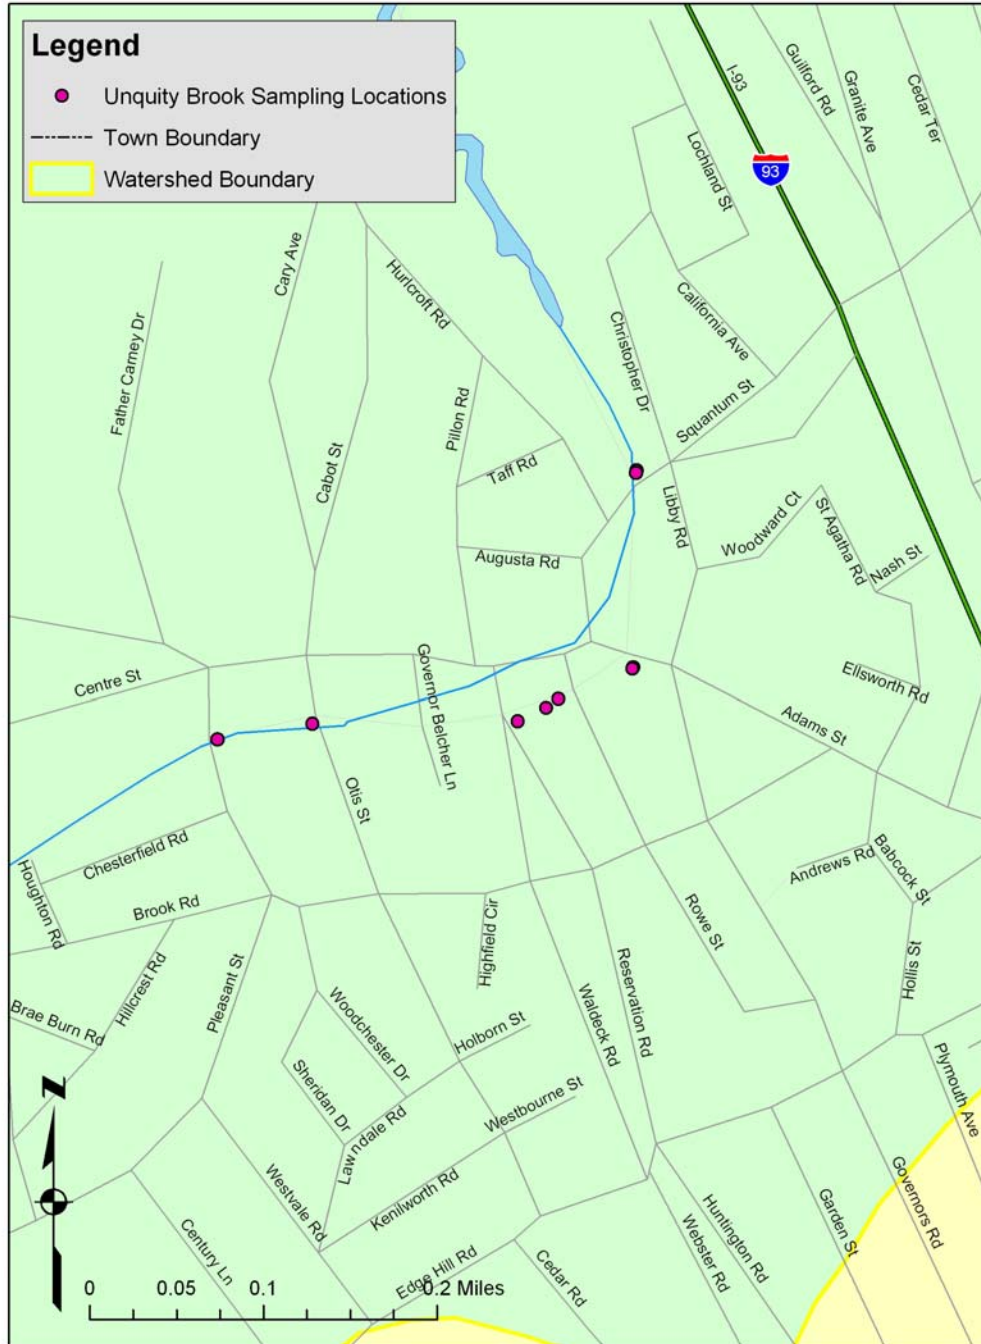 Legend
Unquity Brook Sampling Locations
Town Boundary
Watershed Boundary
I-93
93
Guilford Rd
Granite Ave
Cedar Ter
Lochland St
Cary Ave
Hurlcroft Rd
Father Carney Dr
Christopher Dr
California Ave
Pillon Rd
Squantum St
Cabot St
Taff Rd
Libby Rd
Woodward Ct
St Agatha Rd
Nash St
Augusta Rd
Centre St
Governor Belcher Ln
Ellsworth Rd
Adams St
Otis St
Chesterfield Rd
Houghton Rd
Brook Rd
Andrews Rd
Babcock St
Rowe St
Highfield Cir
Hillcrest Rd
Pleasant St
Reservation Rd
Hollis St
Brae Burn Rd
Woodchester Dr
Holborn St
Waldeck Rd
Sheridan Dr
Lawndale Rd
Westbourne St
Plymouth Ave
Kenilworth Rd
Westvale Rd
Governors Rd
Century Ln
Huntington Rd
Garden St
Webster Rd
Edge Hill Rd
Cedar Rd
N
0 0.05 0.1 0.2 Miles